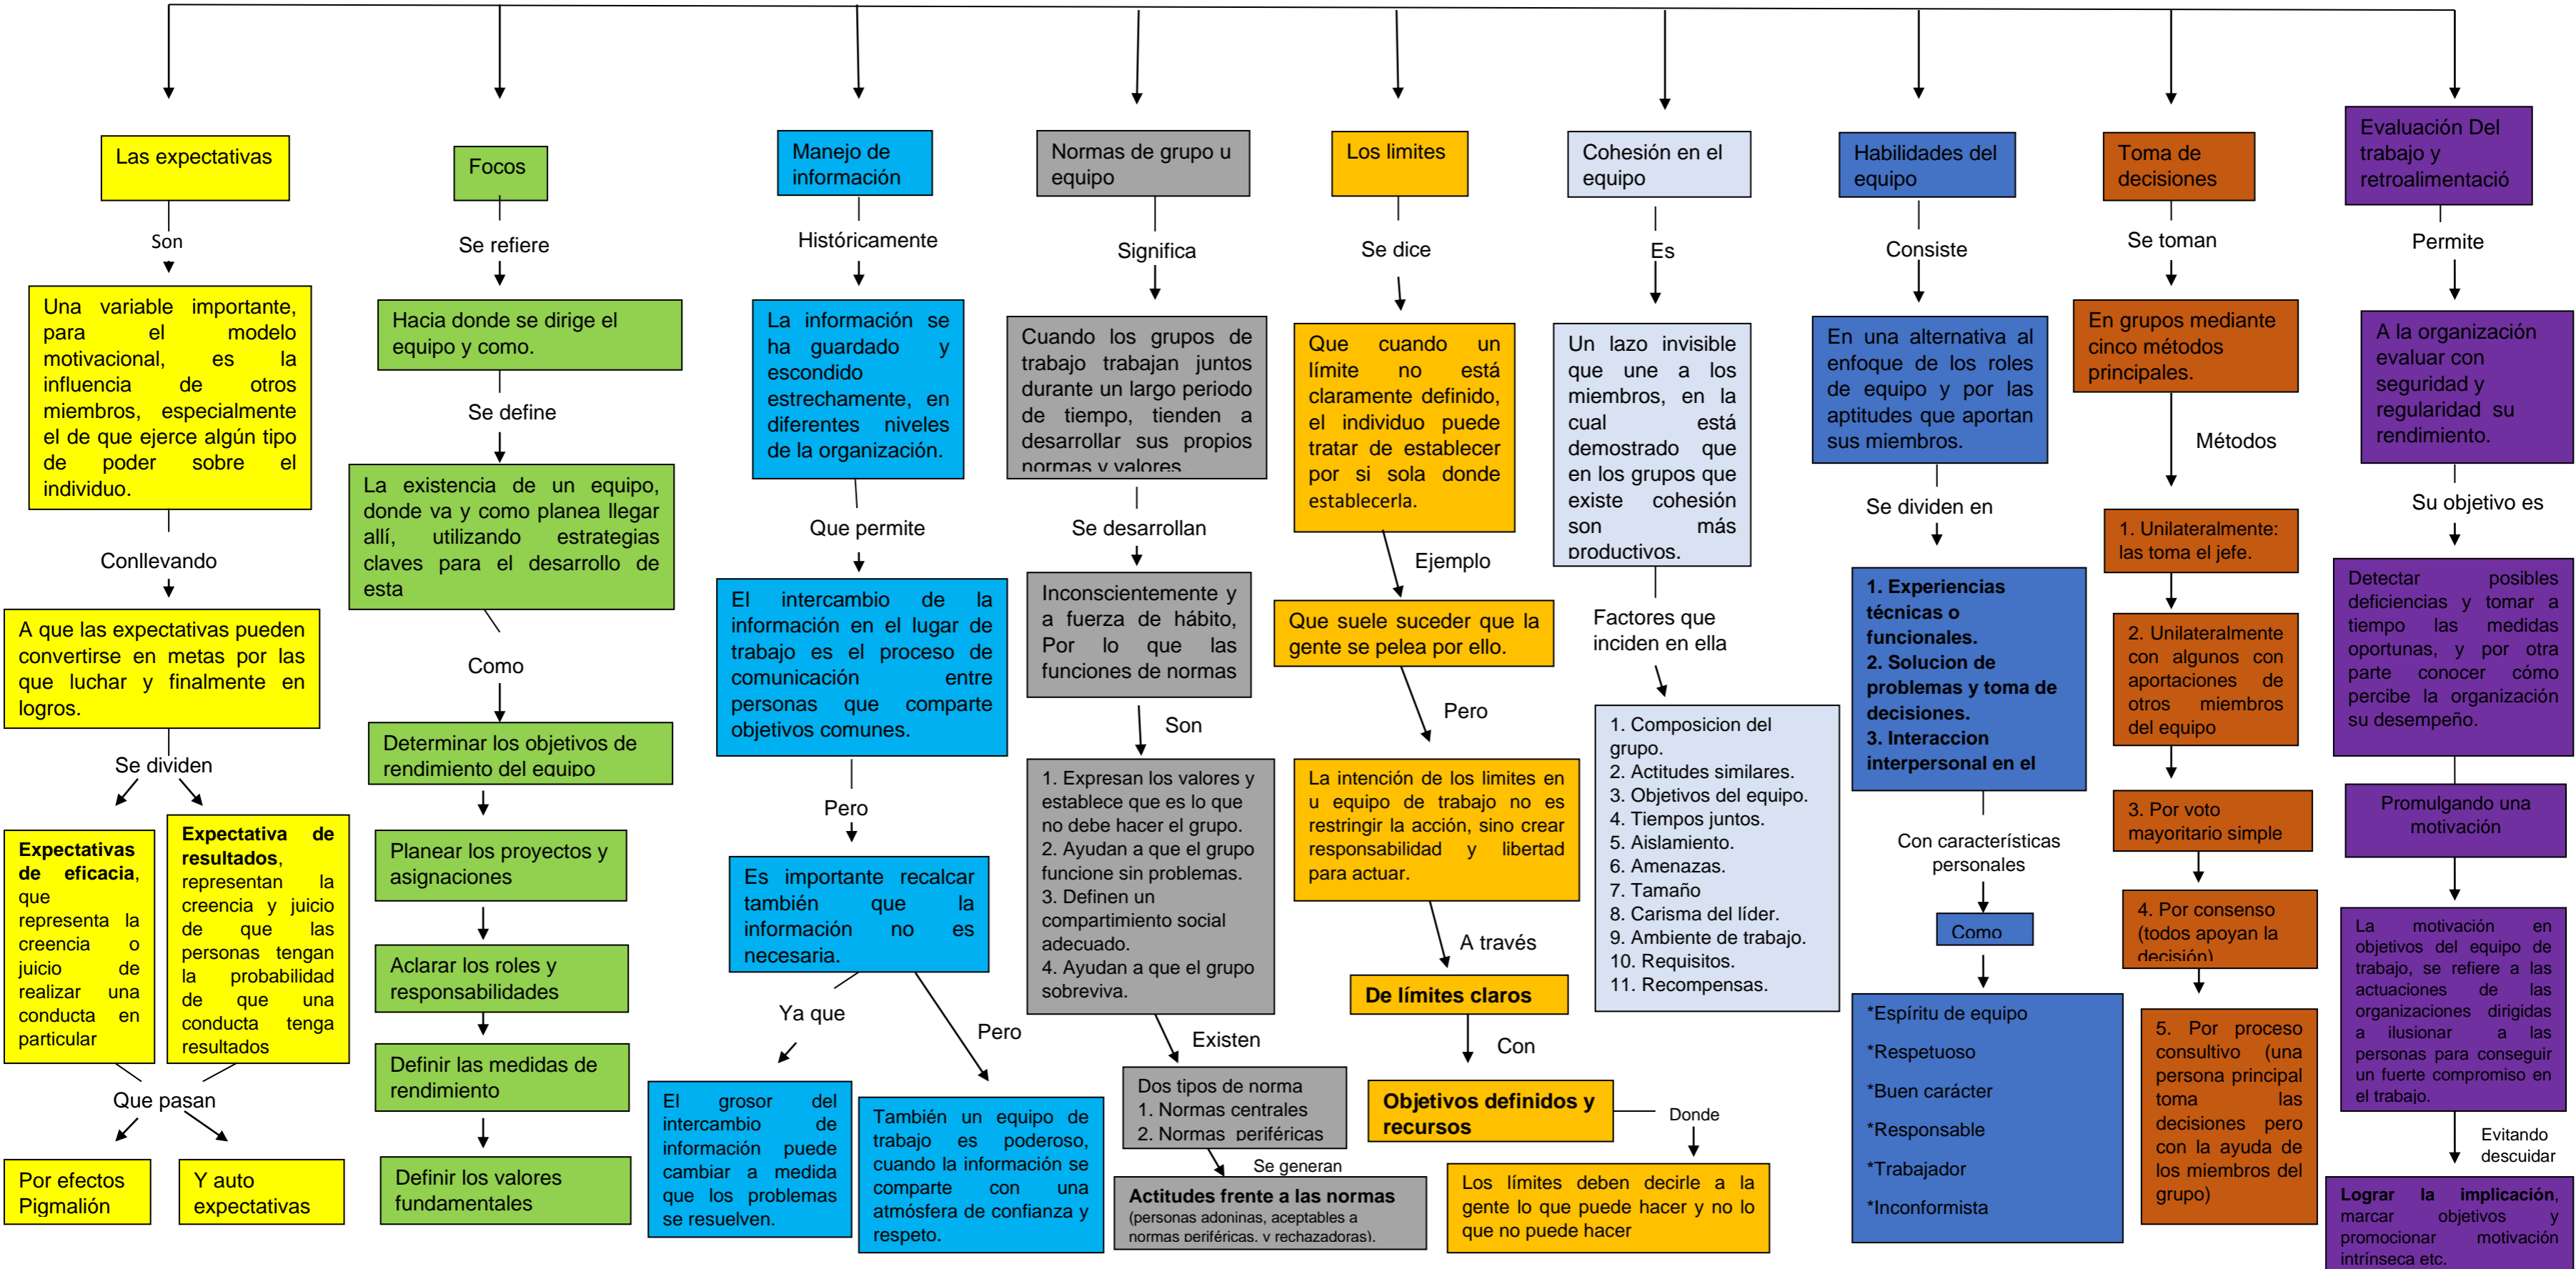 Las expectativas
Son
Una variable importante,
para el modelo
motivacional, es la
influencia de otros
miembros, especialmente
el de que ejerce algún tipo
de poder sobre el
individuo.
Conllevando
A que las expectativas pueden
convertirse en metas por las
que luchar y finalmente en
logros.
Se dividen
Expectativas
de eficacia,
que
representa la
creencia o
juicio de
realizar una
conducta en
particular
Expectativa de
resultados,
representan la
creencia y juicio
de que las
personas tengan
la probabilidad
de que una
conducta tenga
resultados
Que pasan
Por efectos
Pigmalión
Y auto
expectativas
Focos
Se refiere
Hacia donde se dirige el
equipo y como.
Se define
La existencia de un equipo,
donde va y como planea llegar
allí, utilizando estrategias
claves para el desarrollo de
esta
Como
Determinar los objetivos de
rendimiento del equipo
Planear los proyectos y
asignaciones
Aclarar los roles y
responsabilidades
Definir las medidas de
rendimiento
Definir los valores
fundamentales
Manejo de
información
Históricamente
La información se
ha guardado y
escondido
estrechamente, en
diferentes niveles
de la organización.
Que permite
El intercambio de la
información en el lugar de
trabajo es el proceso de
comunicación entre
personas que comparte
objetivos comunes.
Pero
Es importante recalcar
también que la
información no es
necesaria.
Ya que
Pero
El grosor del
intercambio de
información puede
cambiar a medida
que los problemas
se resuelven.
También un equipo de
trabajo es poderoso,
cuando la información se
comparte con una
atmósfera de confianza y
respeto.
Normas de grupo u
equipo
Significa
Cuando los grupos de
trabajo trabajan juntos
durante un largo periodo
de tiempo, tienden a
desarrollar sus propios
normas y valores
Se desarrollan
Inconscientemente y
a fuerza de hábito,
Por lo que las
funciones de normas
Son
1. Expresan los valores y
establece que es lo que
no debe hacer el grupo.
2. Ayudan a que el grupo
funcione sin problemas.
3. Definen un
compartimiento social
adecuado.
4. Ayudan a que el grupo
sobreviva.
Existen
Dos tipos de norma
1. Normas centrales
2. Normas periféricas
Se generan
Actitudes frente a las normas
(personas adoninas, aceptables a
normas periféricas, y rechazadoras).
Los limites
Se dice
Que cuando un
límite no está
claramente definido,
el individuo puede
tratar de establecer
por si sola donde
establecerla.
Ejemplo
Que suele suceder que la
gente se pelea por ello.
Pero
La intención de los limites en
u equipo de trabajo no es
restringir la acción, sino crear
responsabilidad y libertad
para actuar.
A través
De límites claros
Con
Objetivos definidos y
recursos
Donde
Los límites deben decirle a la
gente lo que puede hacer y no lo
que no puede hacer
Cohesión en el
equipo
Es
Un lazo invisible
que une a los
miembros, en la
cual está
demostrado que
en los grupos que
existe cohesión
son más
productivos.
Factores que
inciden en ella
1. Composicion del
grupo.
2. Actitudes similares.
3. Objetivos del equipo.
4. Tiempos juntos.
5. Aislamiento.
6. Amenazas.
7. Tamaño
8. Carisma del líder.
9. Ambiente de trabajo.
10. Requisitos.
11. Recompensas.
Habilidades del
equipo
Consiste
En una alternativa al
enfoque de los roles
de equipo y por las
aptitudes que aportan
sus miembros.
Se dividen en
1. Experiencias
técnicas o
funcionales.
2. Solucion de
problemas y toma de
decisiones.
3. Interaccion
interpersonal en el
Con características
personales
Como
*Espíritu de equipo
*Respetuoso
*Buen carácter
*Responsable
*Trabajador
*Inconformista
Toma de
decisiones
Se toman
En grupos mediante
cinco métodos
principales.
Métodos
1. Unilateralmente:
las toma el jefe.
2. Unilateralmente
con algunos con
aportaciones de
otros miembros
del equipo
3. Por voto
mayoritario simple
4. Por consenso
(todos apoyan la
decisión)
5. Por proceso
consultivo (una
persona principal
toma las
decisiones pero
con la ayuda de
los miembros del
grupo)
Evaluación Del
trabajo y
retroalimentació
Permite
A la organización
evaluar con
seguridad y
regularidad su
rendimiento.
Su objetivo es
Detectar posibles
deficiencias y tomar a
tiempo las medidas
oportunas, y por otra
parte conocer cómo
percibe la organización
su desempeño.
Promulgando una
motivación
La motivación en
objetivos del equipo de
trabajo, se refiere a las
actuaciones de las
organizaciones dirigidas
a ilusionar a las
personas para conseguir
un fuerte compromiso en
el trabajo.
Evitando
descuidar
Lograr la implicación,
marcar objetivos y
promocionar motivación
intrínseca etc.